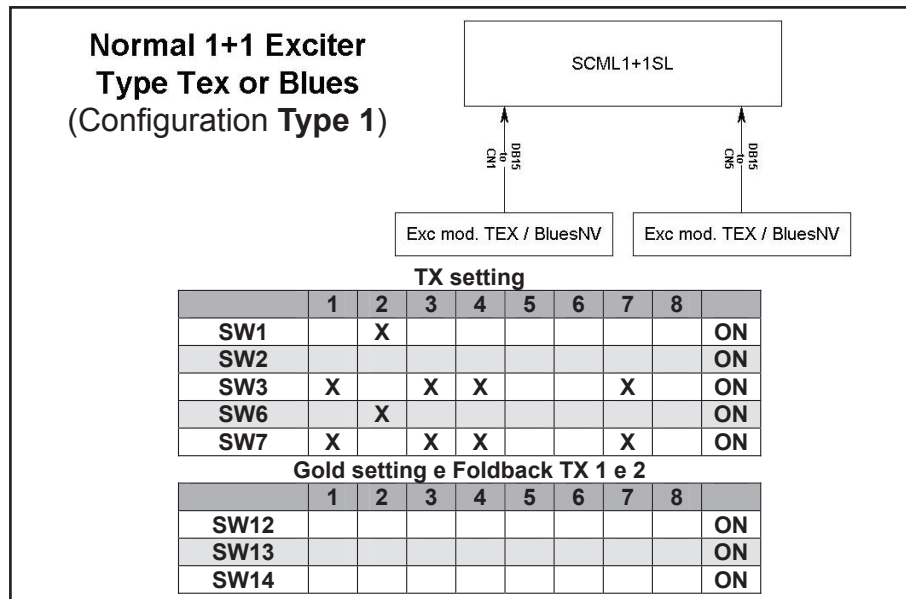 Normal 1+1 Exciter
Type Tex or Blues
(Configuration Type 1)
SCML1+1SL
DB15
to
CN1
DB15
to
CN5
Exc mod. TEX / BluesNV
Exc mod. TEX / BluesNV
TX setting
1 2 3 4 5 6 7 8
SW1 X ON
SW2 ON
SW3 X X X X ON
SW6 X ON
SW7 X X X X ON
Gold setting e Foldback TX 1 e 2
1 2 3 4 5 6 7 8
SW12 ON
SW13 ON
SW14 ON